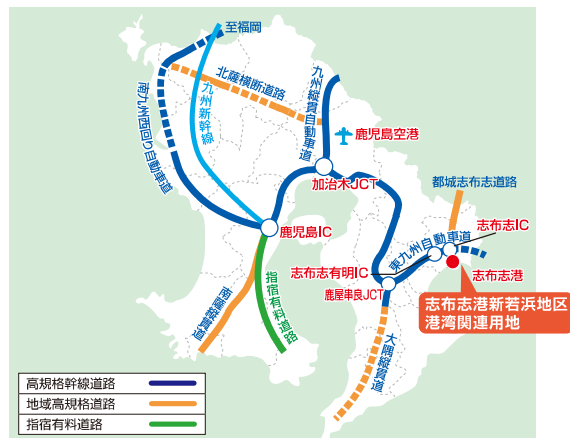 至福岡
北薩横断道路
九州新幹線
南九州西回り自動車道
九州縦貫自動車道
鹿児島空港
加治木JCT
都城志布志道路
志布志IC
東九州自動車道
鹿児島IC
志布志有明IC
志布志港
鹿屋串良JCT
志布志港新若浜地区
港湾関連用地
指宿有料道路
南薩縦貫道
大隅縦貫道
高規格幹線道路
地域高規格道路
指宿有料道路